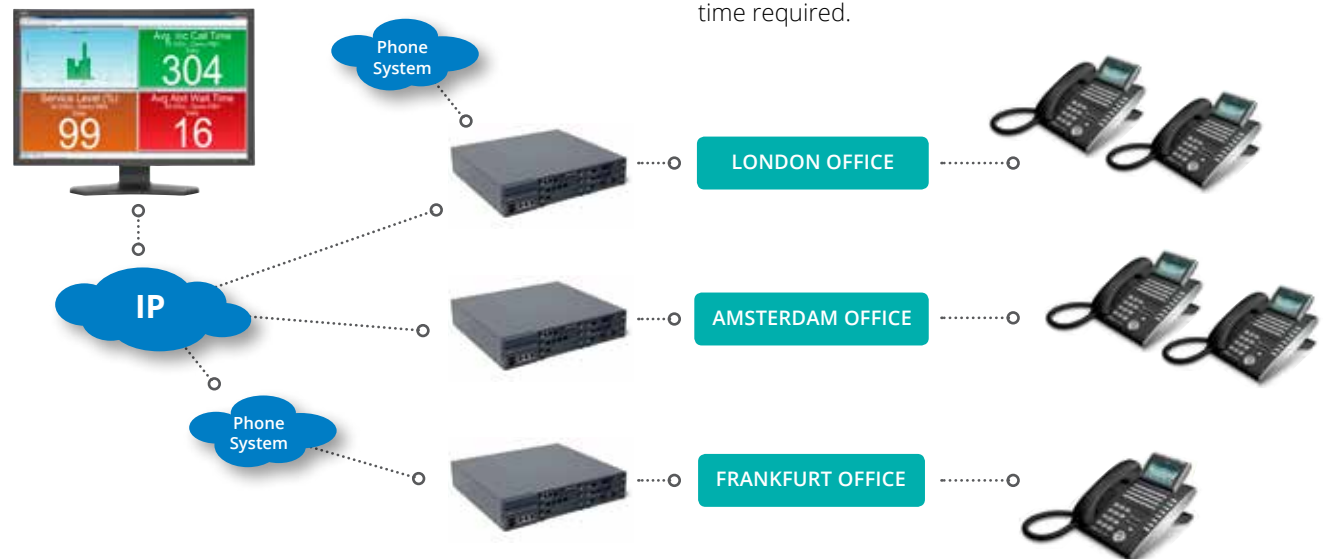 time required.
Avg. Inc Call Time
304
Service Level (%)
99
Avg Abd Wait Time
16
Phone
System
LONDON OFFICE
IP
AMSTERDAM OFFICE
Phone
System
FRANKFURT OFFICE